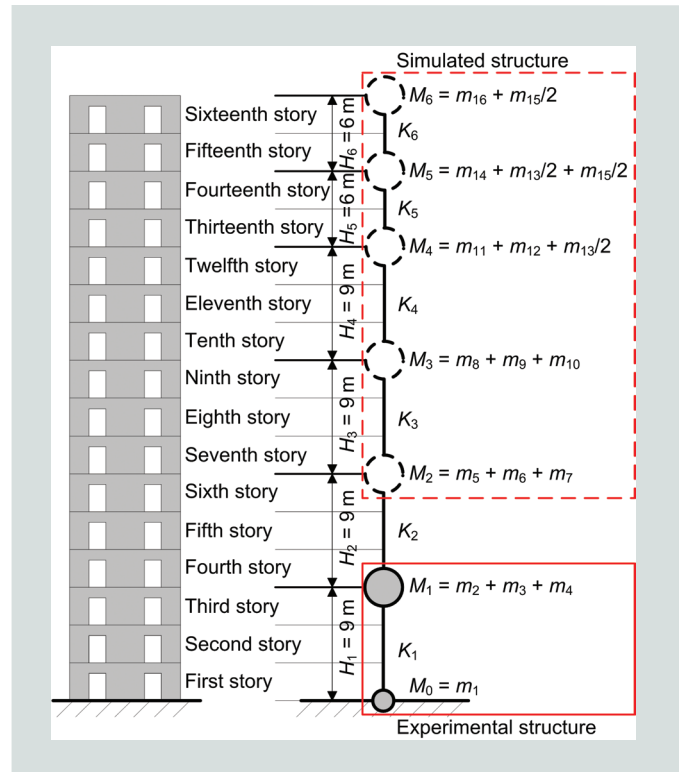 Simulated structure
M₆ = m₁₆ + m₁₅/2
Sixteenth story
H₆ = 6 m
K₆
Fifteenth story
M₅ = m₁₄ + m₁₃/2 + m₁₅/2
Fourteenth story
H₅ = 6 m
K₅
Thirteenth story
M₄ = m₁₁ + m₁₂ + m₁₃/2
Twelfth story
Eleventh story
H₄ = 9 m
K₄
Tenth story
M₃ = m₈ + m₉ + m₁₀
Ninth story
Eighth story
H₃ = 9 m
K₃
Seventh story
M₂ = m₅ + m₆ + m₇
Sixth story
Fifth story
H₂ = 9 m
K₂
Fourth story
M₁ = m₂ + m₃ + m₄
Third story
Second story
H₁ = 9 m
K₁
First story
M₀ = m₁
Experimental structure